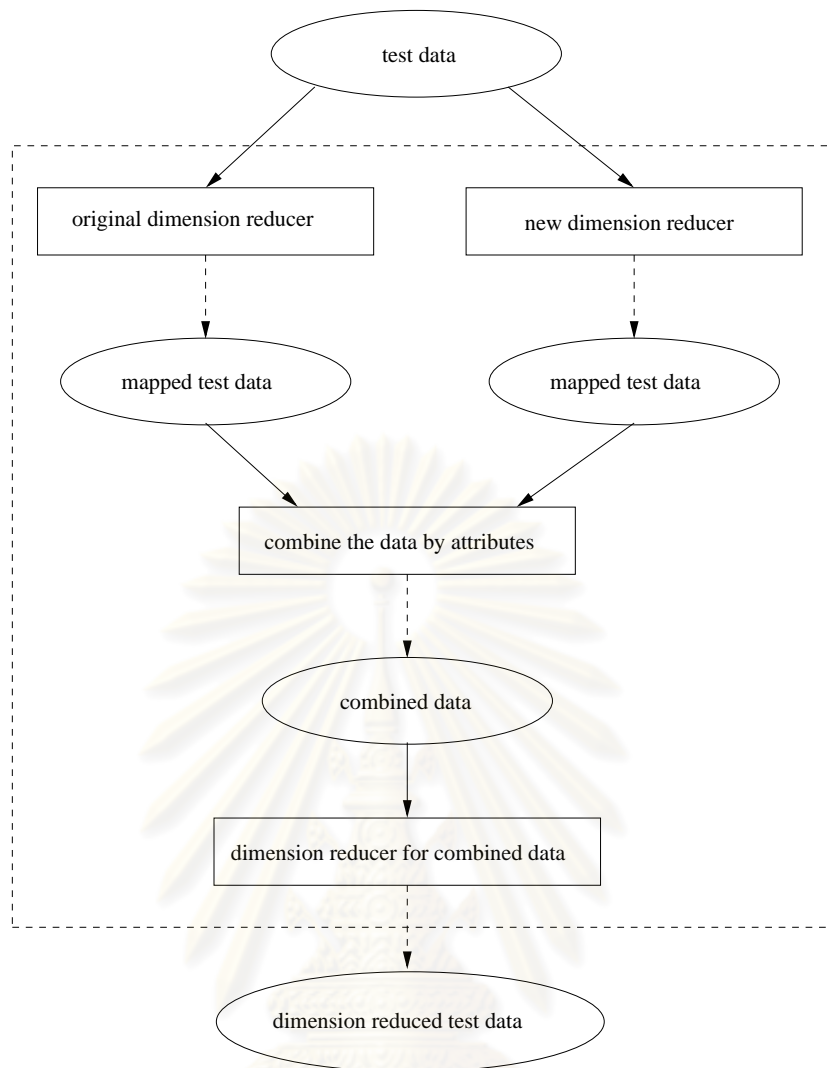 test data
original dimension reducer
new dimension reducer
mapped test data
mapped test data
combine the data by attributes
combined data
dimension reducer for combined data
dimension reduced test data